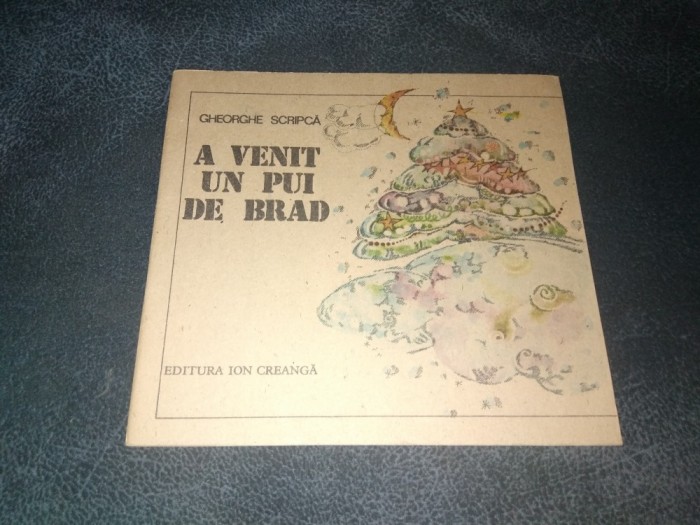 GHEORGHE SCRIPCĂ
A VENIT
UN PUI
DE BRAD
EDITURA ION CREANGĂ